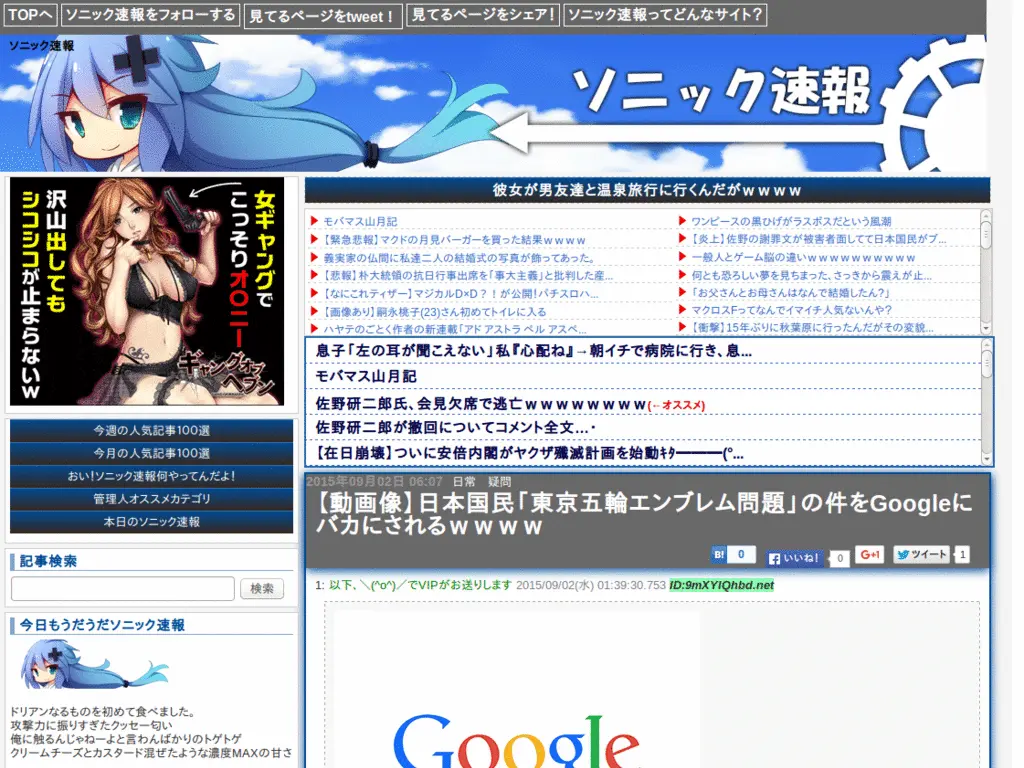 TOPへ
ソニック速報をフォローする
見てるページをtweet！
見てるページをシェア！
ソニック速報ってどんなサイト？
ソニック速報
ソニック速報
女ギャングで
こっそりオ〇ニー
沢山出しても
シコシコが止まらないw
ギャングオブヘブン
彼女が男友達と温泉旅行に行くんだがｗｗｗｗ
モバマス山月記
【緊急悲報】マクドの月見バーガーを買った結果ｗｗｗｗ
義実家の仏間に私達二人の結婚式の写真が飾ってあった。
【悲報】朴大統領の抗日行事出席を「事大主義」と批判した産...
【なにこれティザー】マジカルD×D？！が公開！パチスロハ...
【画像あり】嗣永桃子(23)さん初めてトイレに入る
ハヤテのごとく作者の新連載「アド アストラ ペル アスペ...
ワンピースの黒ひげがラスボスだという風潮
【炎上】佐野の謝罪文が被害者面してて日本国民がブ...
一般人とゲーム脳の違いｗｗｗｗｗｗｗｗｗｗ
何とも恐ろしい夢を見ちまった、さっきから震えが止...
「お父さんとお母さんはなんで結婚したん?」
マクロスFってなんでイマイチ人気ないんや？
【衝撃】15年ぶりに秋葉原に行ったんだがその変貌...
息子「左の耳が聞こえない」私『心配ね』→朝イチで病院に行き、息...
モバマス山月記
佐野研二郎氏、会見欠席で逃亡ｗｗｗｗｗｗｗｗ(←オススメ)
佐野研二郎が撤回についてコメント全文…・
【在日崩壊】ついに安倍内閣がヤクザ殲滅計画を始動ｷﾀ━━━(°...
今週の人気記事100選
今月の人気記事100選
おい！ソニック速報何やってんだよ！
管理人オススメカテゴリ
本日のソニック速報
2015年09月02日 06:07 日常 疑問
【動画像】日本国民「東京五輪エンブレム問題」の件をGoogleに
バカにされるｗｗｗｗ
B! 0
いいね！ 0
G+1
ツイート 1
記事検索
検索
1: 以下、＼(^o^)／でVIPがお送りします 2015/09/02(水) 01:39:30.753 ID:9mXYIQhbd.net
今日もうだうだソニック速報
Google
ドリアンなるものを初めて食べました。
攻撃力に振りすぎたクッセー匂い
俺に触るんじゃねーよと言わんばかりのトゲトゲ
クリームチーズとカスタード混ぜたような濃度MAXの甘さ